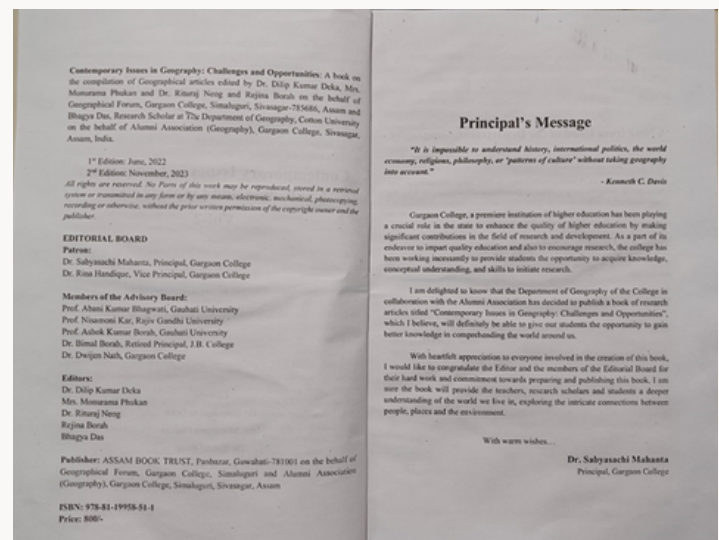 Contemporary Issues in Geography: Challenges and Opportunities: A book on
the compilation of Geographical articles edited by Dr. Dilip Kumar Deka, Mrs.
Monurama Phukan and Dr. Rituraj Neng and Rejina Borah on the behalf of
Geographical Forum, Gargaon College, Simaluguri, Sivasagar-785686, Assam and
Bhagya Das, Research Scholar at The Department of Geography, Cotton University
on the behalf of Alumni Association (Geography), Gargaon College, Sivasagar,
Assam, India.
1st Edition: June, 2022
2nd Edition: November, 2023
All rights are reserved. No Parts of this work may be reproduced, stored in a retrieval
system or transmitted in any form or by any means, electronic, mechanical, photocopying,
recording or otherwise, without the prior written permission of the copyright owner and the
publisher.
EDITORIAL BOARD
Patron:
Dr. Sabyasachi Mahanta, Principal, Gargaon College
Dr. Rina Handique, Vice Principal, Gargaon College
Members of the Advisory Board:
Prof. Abani Kumar Bhagwati, Gauhati University
Prof. Nisamoni Kar, Rajiv Gandhi University
Prof. Ashok Kumar Borah, Gauhati University
Dr. Bimal Borah, Retired Principal, J.B. College
Dr. Dwijen Nath, Gargaon College
Editors:
Dr. Dilip Kumar Deka
Mrs. Monurama Phukan
Dr. Rituraj Neng
Rejina Borah
Bhagya Das
Publisher: ASSAM BOOK TRUST, Panbazar, Guwahati-781001 on the behalf of
Geographical Forum, Gargaon College, Simaluguri and Alumni Association
(Geography), Gargaon College, Simaluguri, Sivasagar, Assam
ISBN: 978-81-19958-51-1
Price: 800/-
Principal's Message
"It is impossible to understand history, international politics, the world
economy, religions, philosophy, or 'patterns of culture' without taking geography
into account."
- Kenneth C. Davis
Gargaon College, a premiere institution of higher education has been playing
a crucial role in the state to enhance the quality of higher education by making
significant contributions in the field of research and development. As a part of its
endeavor to impart quality education and also to encourage research, the college has
been working incessantly to provide students the opportunity to acquire knowledge,
conceptual understanding, and skills to initiate research.
I am delighted to know that the Department of Geography of the College in
collaboration with the Alumni Association has decided to publish a book of research
articles titled "Contemporary Issues in Geography: Challenges and Opportunities",
which I believe, will definitely be able to give our students the opportunity to gain
better knowledge in comprehending the world around us.
With heartfelt appreciation to everyone involved in the creation of this book,
I would like to congratulate the Editor and the members of the Editorial Board for
their hard work and commitment towards preparing and publishing this book. I am
sure the book will provide the teachers, research scholars and students a deeper
understanding of the world we live in, exploring the intricate connections between
people, places and the environment.
With warm wishes...
Dr. Sabyasachi Mahanta
Principal, Gargaon College